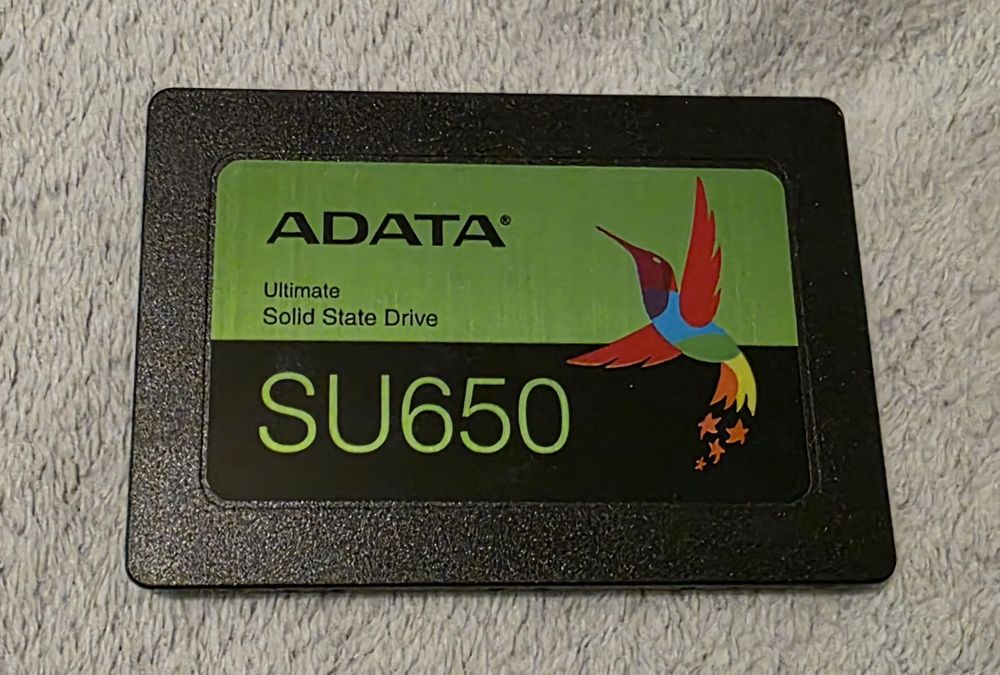 ADATA®
Ultimate
Solid State Drive
SU650